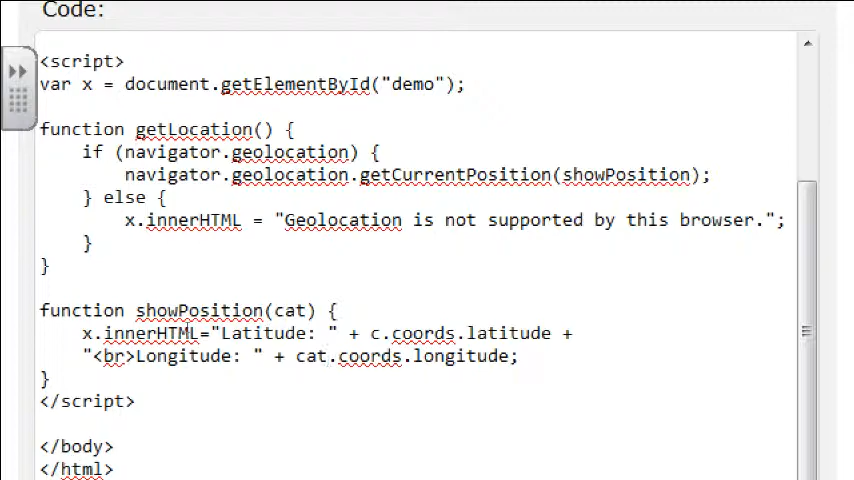 Code:
<script>
var x = document.getElementById("demo");
function getLocation() {
if (navigator.geolocation) {
navigator.geolocation.getCurrentPosition(showPosition);
} else {
x.innerHTML = "Geolocation is not supported by this browser.";
}
}
function showPosition(cat) {
x.innerHTML="Latitude: " + c.coords.latitude +
"<br>Longitude: " + cat.coords.longitude;
}
</script>
</body>
</html>